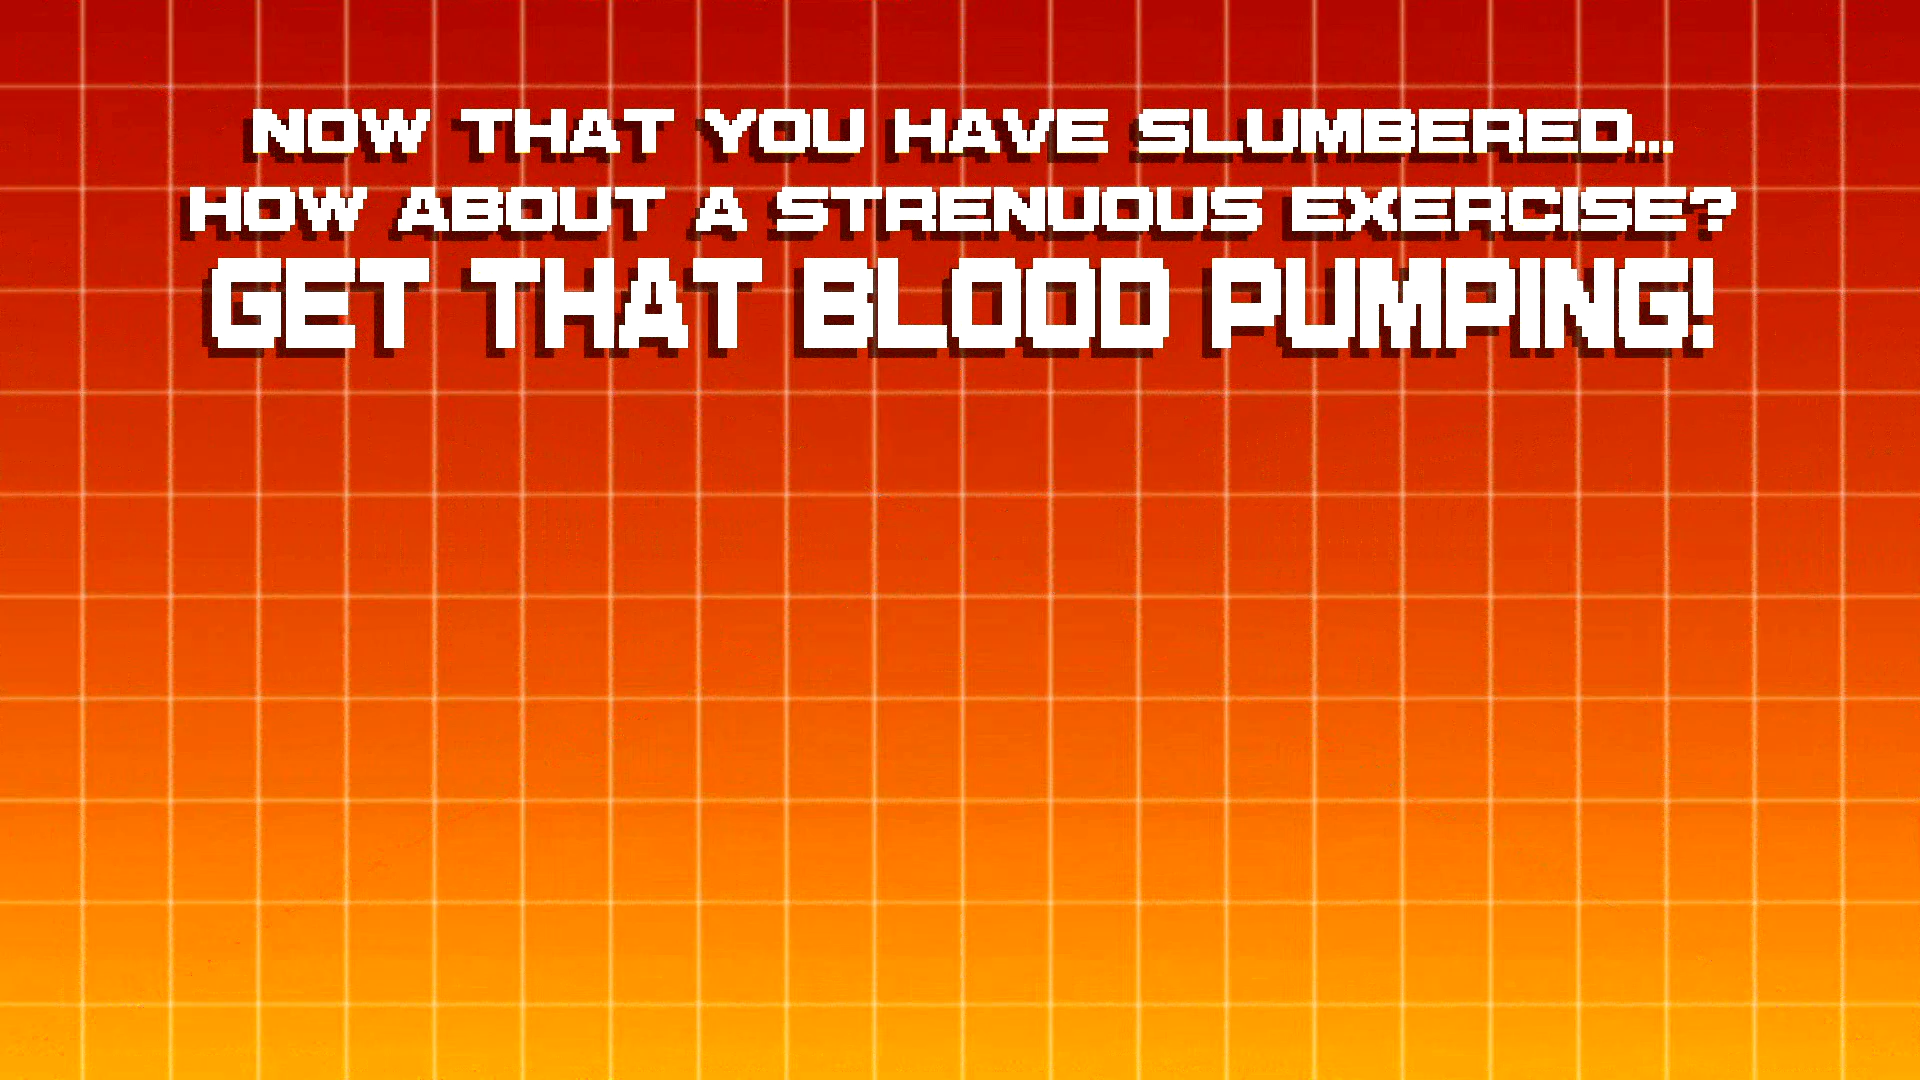 NOW THAT YOU HAVE SLUMBERED...
HOW ABOUT A STRENUOUS EXERCISE?
GET THAT BLOOD PUMPING!